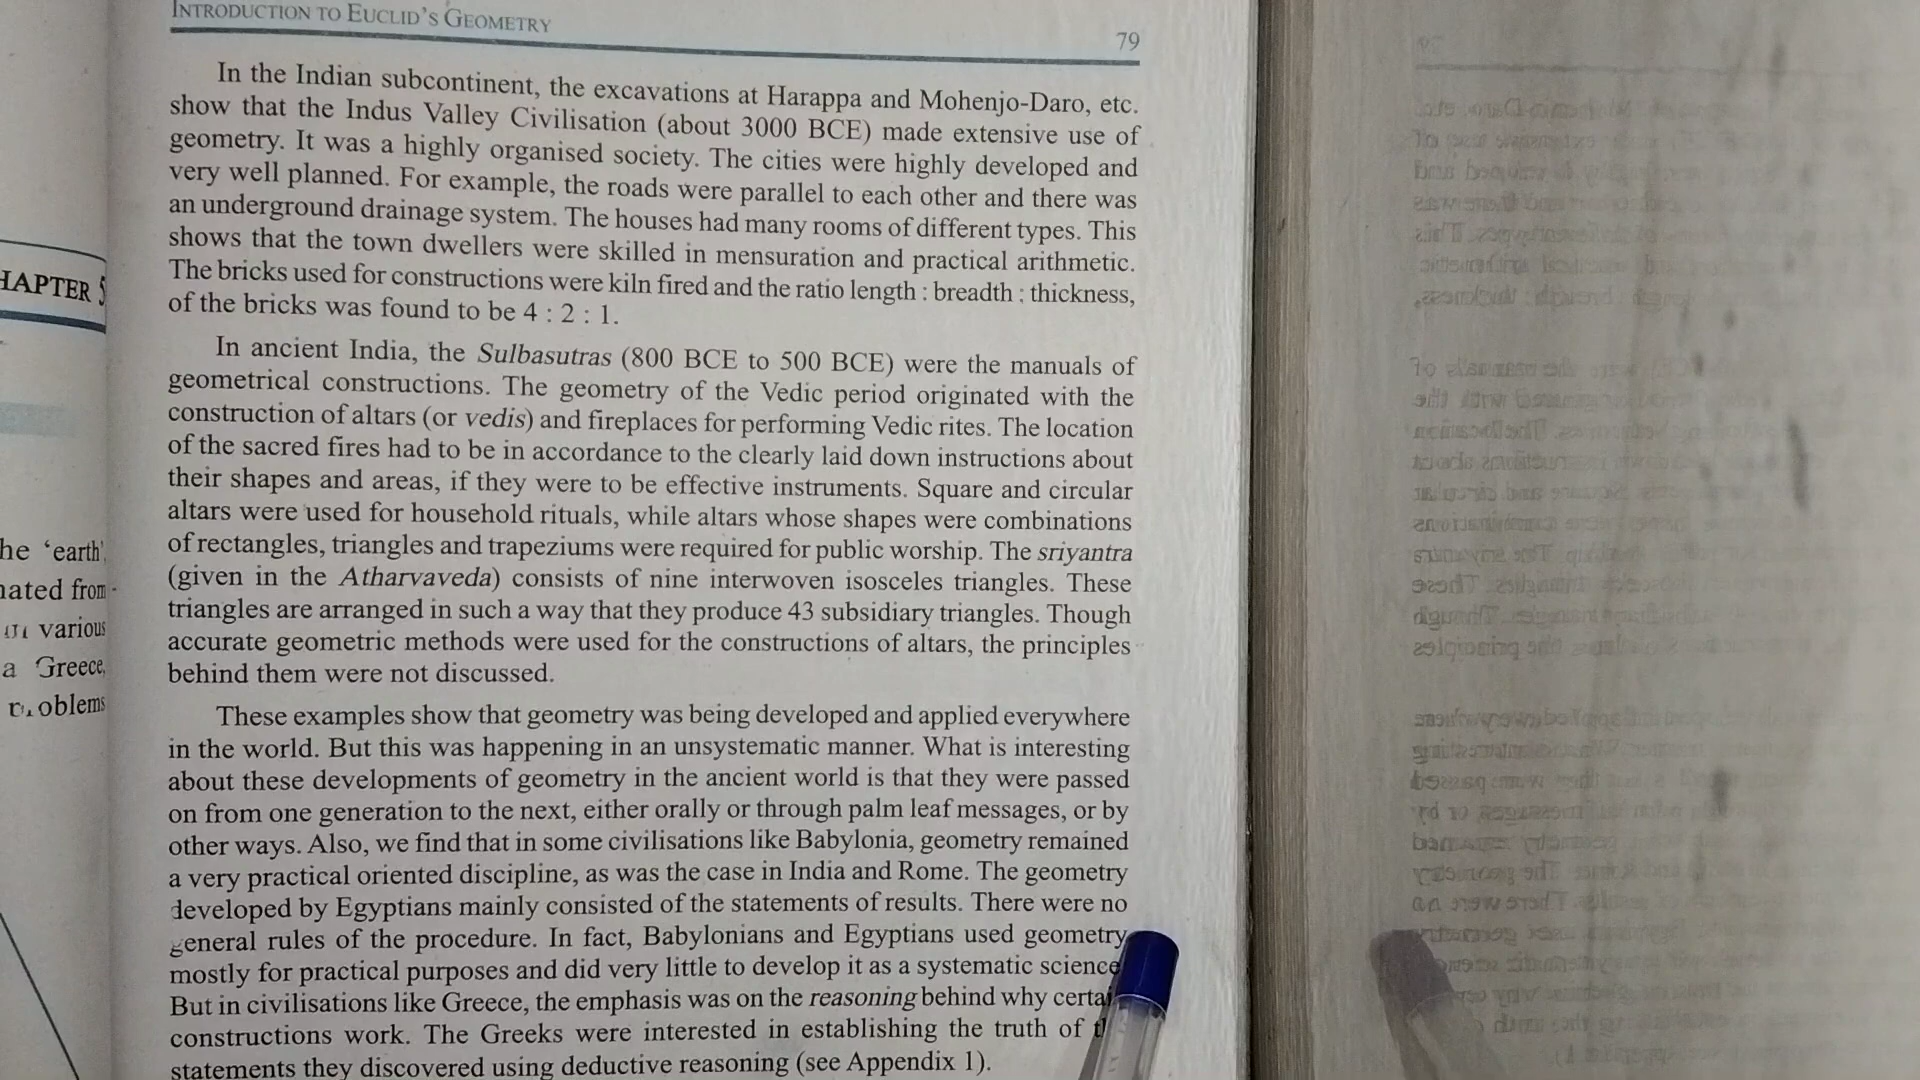 INTRODUCTION TO EUCLID'S GEOMETRY
79
In the Indian subcontinent, the excavations at Harappa and Mohenjo-Daro, etc.
show that the Indus Valley Civilisation (about 3000 BCE) made extensive use of
geometry. It was a highly organised society. The cities were highly developed and
very well planned. For example, the roads were parallel to each other and there was
an underground drainage system. The houses had many rooms of different types. This
shows that the town dwellers were skilled in mensuration and practical arithmetic.
The bricks used for constructions were kiln fired and the ratio length : breadth : thickness,
of the bricks was found to be 4 : 2 : 1.
In ancient India, the Sulbasutras (800 BCE to 500 BCE) were the manuals of
geometrical constructions. The geometry of the Vedic period originated with the
construction of altars (or vedis) and fireplaces for performing Vedic rites. The location
of the sacred fires had to be in accordance to the clearly laid down instructions about
their shapes and areas, if they were to be effective instruments. Square and circular
altars were used for household rituals, while altars whose shapes were combinations
of rectangles, triangles and trapeziums were required for public worship. The sriyantra
(given in the Atharvaveda) consists of nine interwoven isosceles triangles. These
triangles are arranged in such a way that they produce 43 subsidiary triangles. Though
accurate geometric methods were used for the constructions of altars, the principles
behind them were not discussed.
These examples show that geometry was being developed and applied everywhere
in the world. But this was happening in an unsystematic manner. What is interesting
about these developments of geometry in the ancient world is that they were passed
on from one generation to the next, either orally or through palm leaf messages, or by
other ways. Also, we find that in some civilisations like Babylonia, geometry remained
a very practical oriented discipline, as was the case in India and Rome. The geometry
developed by Egyptians mainly consisted of the statements of results. There were no
general rules of the procedure. In fact, Babylonians and Egyptians used geometry
mostly for practical purposes and did very little to develop it as a systematic science
But in civilisations like Greece, the emphasis was on the reasoning behind why certai
constructions work. The Greeks were interested in establishing the truth of
statements they discovered using deductive reasoning (see Appendix 1).
HAPTER 5
he 'earth'
nated from
various
a Greece,
oblems